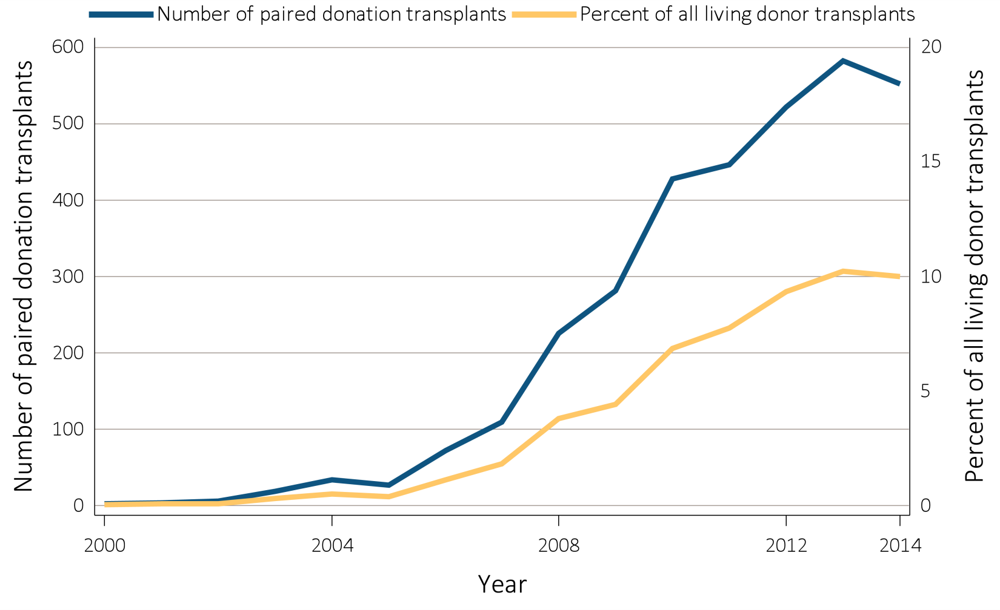 Number of paired donation transplants Percent of all living donor transplants
Number of paired donation transplants
600
500
400
300
200
100
0
20
15
10
5
0
Percent of all living donor transplants
2000 2004 2008 2012 2014
Year